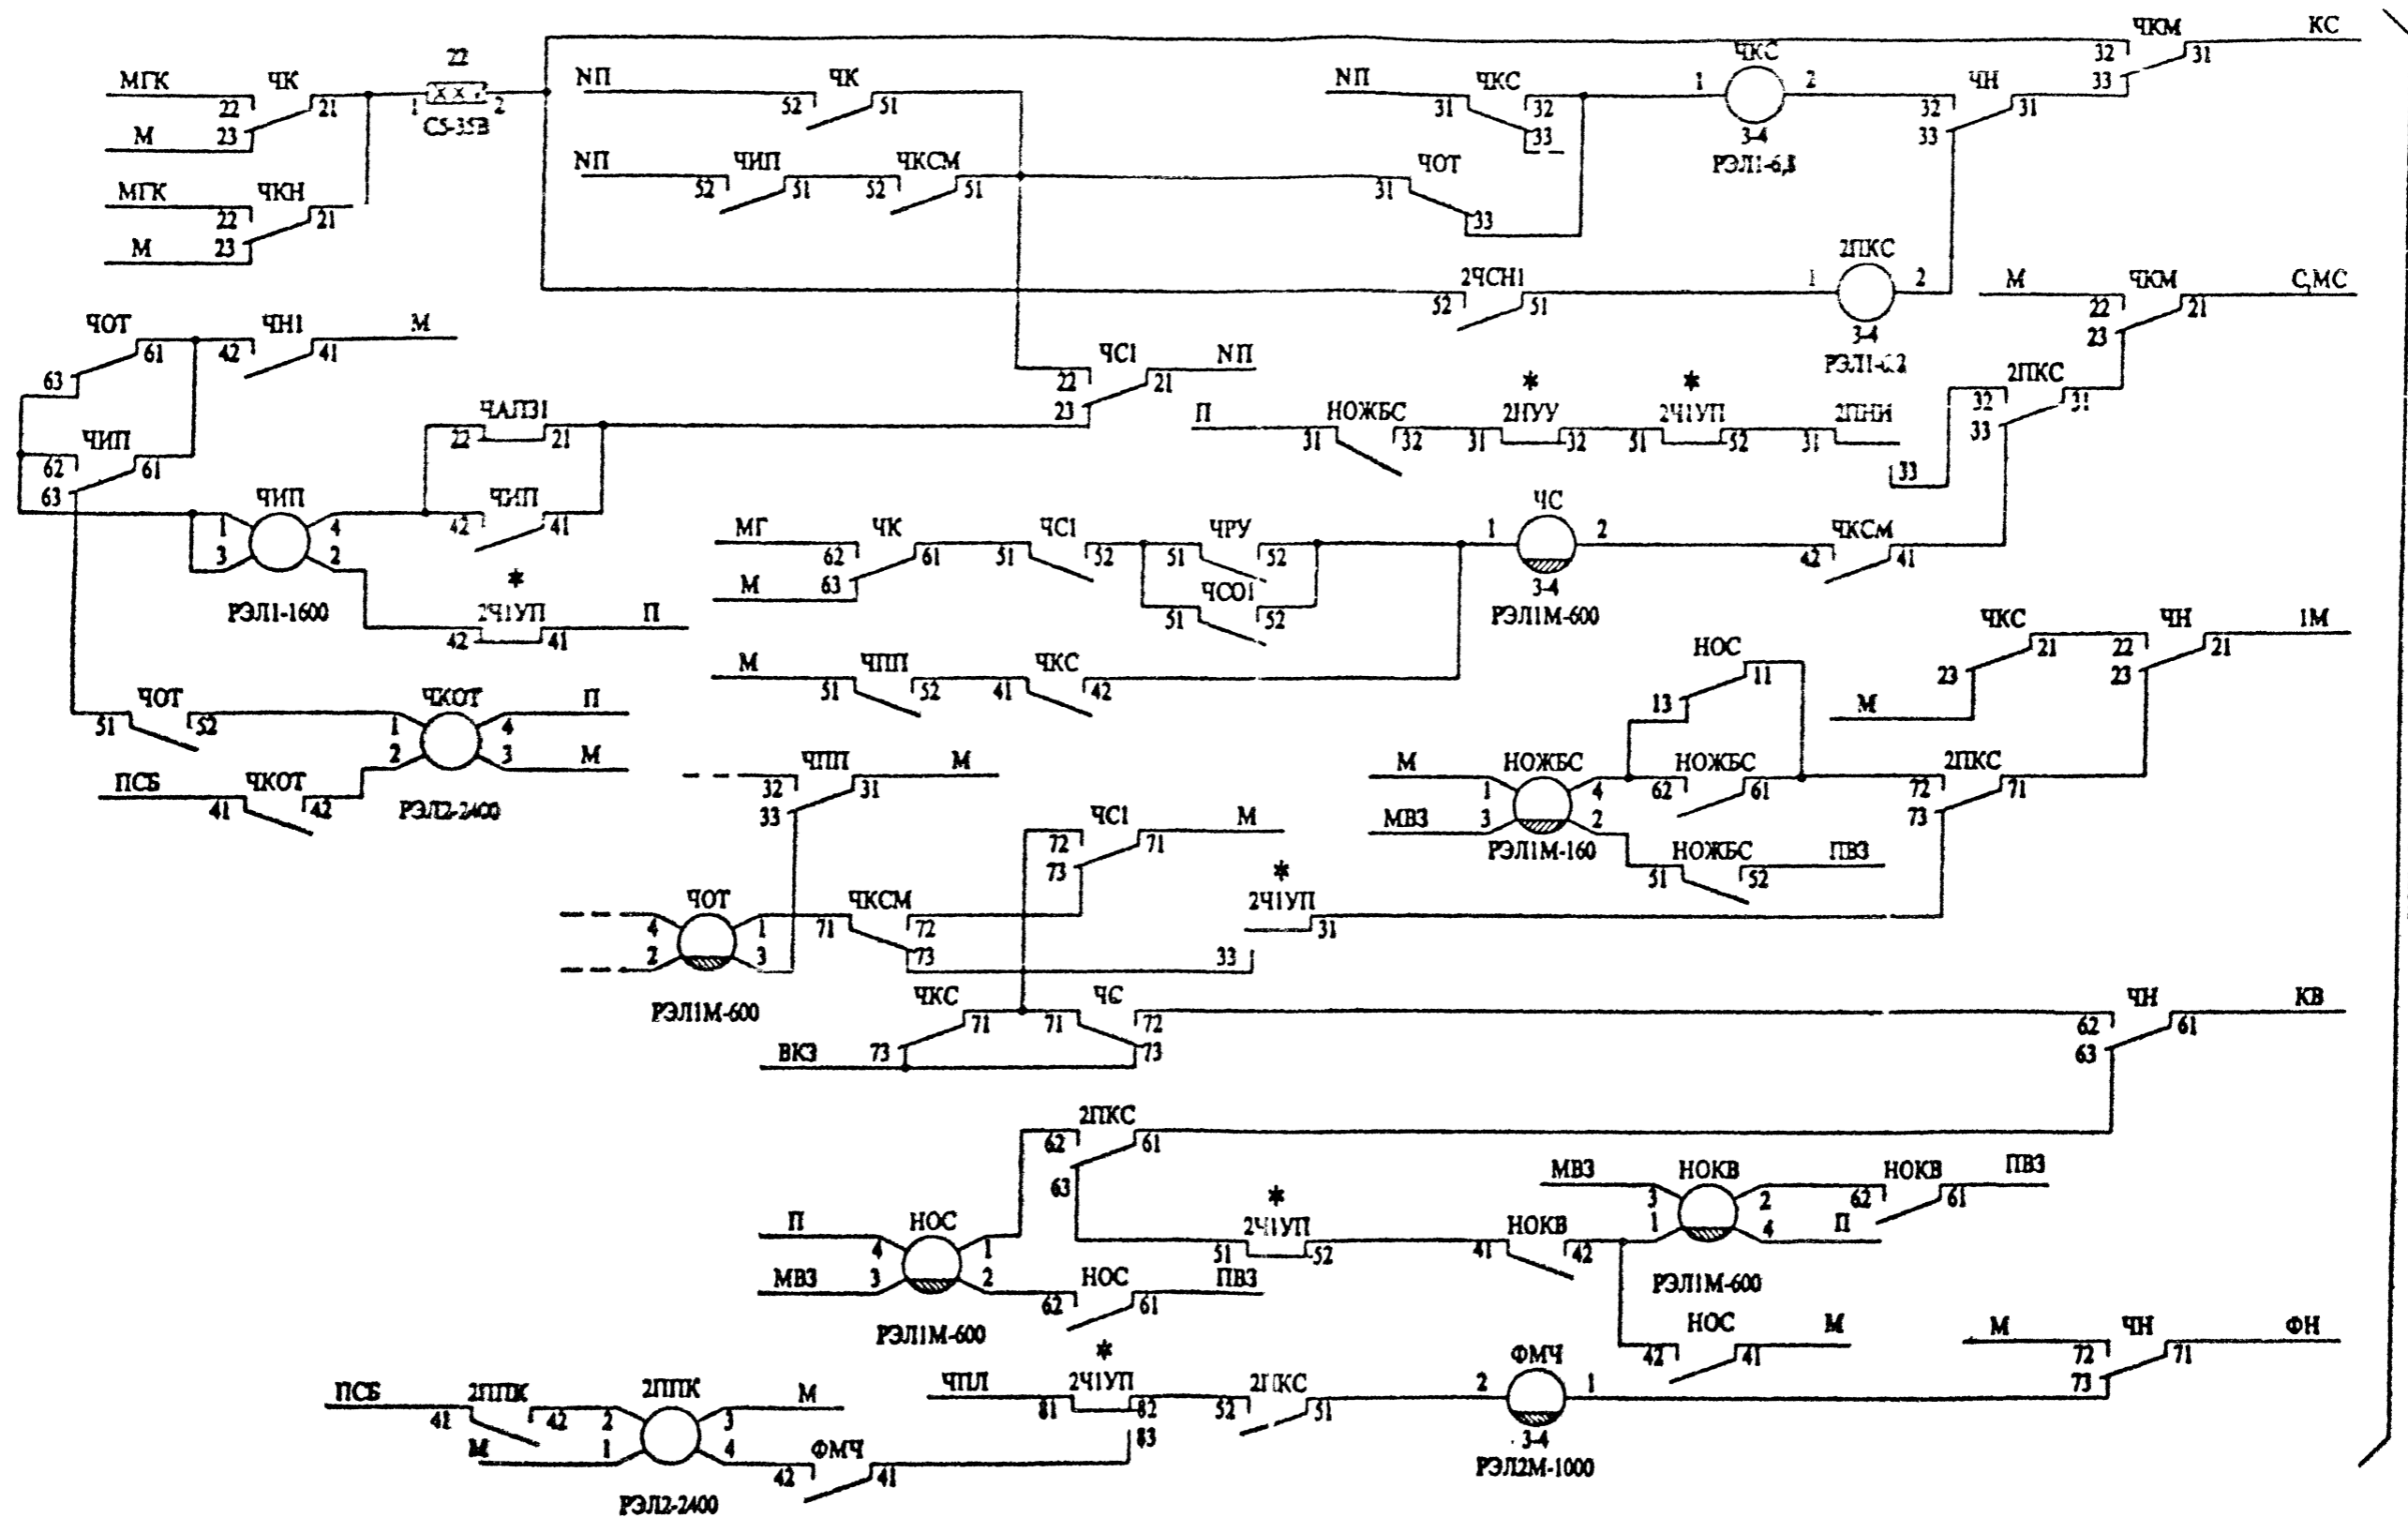 ЧКМ КС
32 31
33
22
МГК ЧК
22 21
М 23
1 2
С5-35В
NП ЧК
52 51
NП ЧКС
31 32
33
ЧКС
1 2
3-4
ЧН
32 31
33
МГК ЧКН
22 21
М 23
NП ЧИП ЧКСМ
52 51 52 51
ЧОТ
31
33
2ЧСН1
52 51
2ПКС
1 2
3-4
М ЧКМ С,МС
22 21
23
ЧОТ ЧН1 М
61 42 41
63
ЧС1 NП
22 21
23
ЧАПЗ1
22 21
ЧИП
62 61
63
П НОЖБС 2НУУ 2Ч1УП 2ПНИ
* *
31 32 31 32 51 52 31
33
2ПКС
32 31
33
ЧИП ЧИП
1 4 42 41
3 2
РЭЛ1-1600
*
2Ч1УП П
42 41
МГ ЧК ЧС1 ЧРУ
62 61 51 52 51 52
М 63
ЧСО1
51 52
ЧС
1 2
3-4
РЭЛ1М-600
ЧКСМ
42 41
М ЧПП ЧКС
51 52 41 42
ЧКС ЧН 1М
21 22 21
23 23
М
ЧОТ ЧКОТ П
51 52 1 4
2 3 М
ПСБ ЧКОТ
41 42
РЭЛ2-2400
НОС
11
13
М НОЖБС НОЖБС 2ПКС
1 4 62 61 72 71
МВЗ 3 2 73
РЭЛ1М-160
НОЖБС ПВЗ
51 52
ЧПП М
32 31
33
ЧС1 М
72 71
73
ЧОТ ЧКСМ
4 1 71 72
2 3 73
РЭЛ1М-600
*
2Ч1УП
31
33
ЧКС ЧС
71 71 72
73 73
ВКЗ
ЧН КВ
62 61
63
2ПКС
62 61
63
П НОС
4 1
МВЗ 3 2
НОС ПВЗ
62 61
РЭЛ1М-600
*
2Ч1УП
51 52
НОКВ
41 42
МВЗ НОКВ НОКВ ПВЗ
3 2 62 61
1 4 П
РЭЛ1М-600
НОС М
42 41
ПСБ 2ППК 2ППК М
41 42 2 3
М 1 4
РЭЛ2-2400
ФМЧ
42 41
*
ЧПЛ 2Ч1УП 2ПКС
81 82 52 51
83
ФМЧ
2 1
3-4
РЭЛ2М-1000
М ЧН ФН
72 71
73